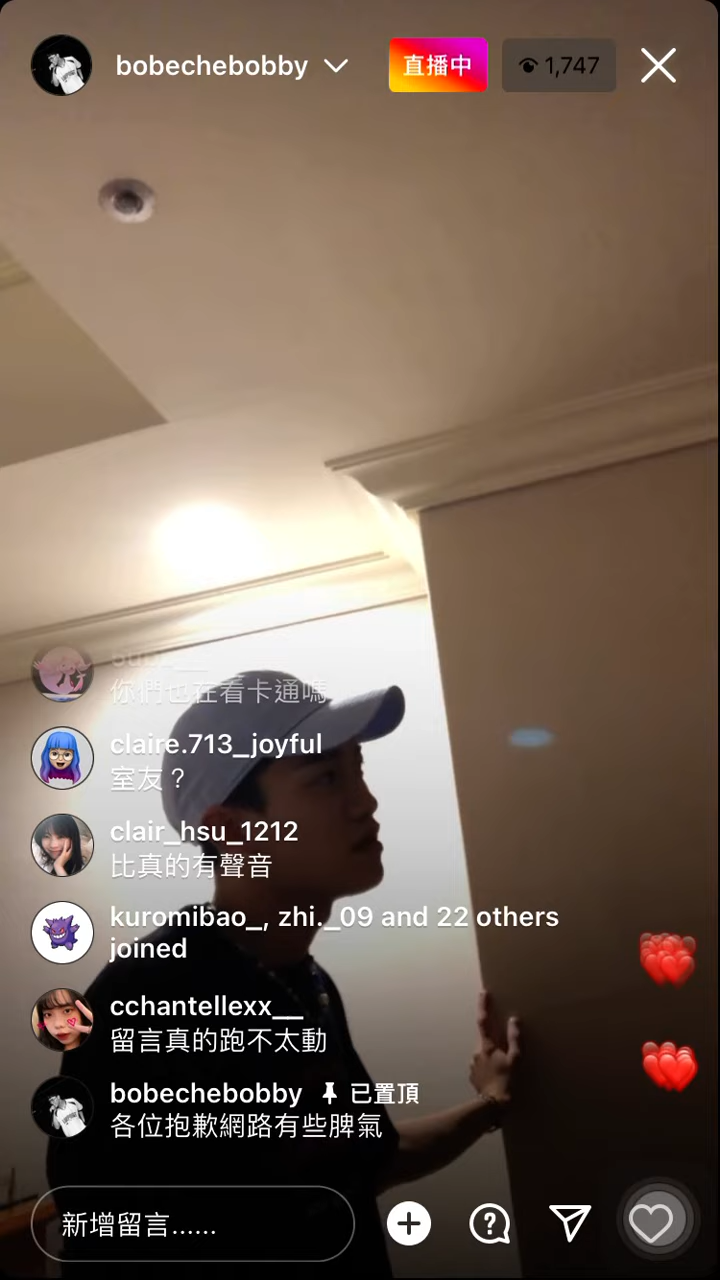 bobechebobby
直播中
1,747
你們也在看卡通嗎
claire.713_joyful
室友？
clair_hsu_1212
比真的有聲音
kuromibao_, zhi._09 and 22 others
joined
cchantellexx__
留言真的跑不太動
bobechebobby 已置頂
各位抱歉網路有些脾氣
新增留言......